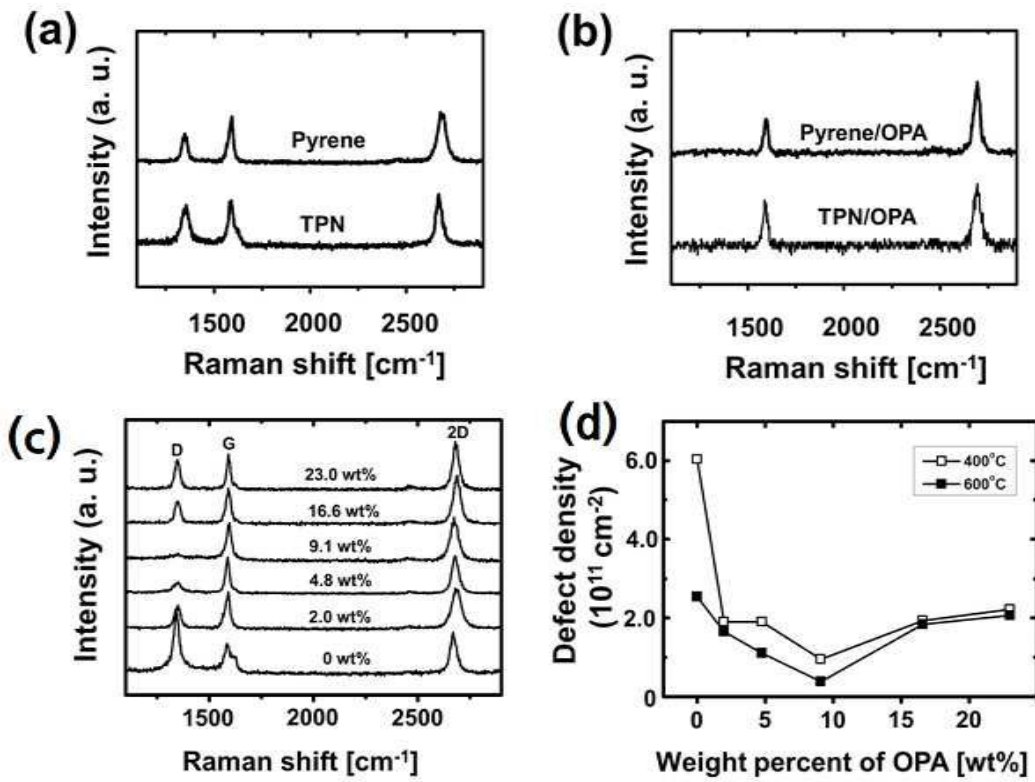 (a)
Intensity (a. u.)
Pyrene
TPN
1500 2000 2500
Raman shift [cm-1]
(b)
Intensity (a. u.)
Pyrene/OPA
TPN/OPA
1500 2000 2500
Raman shift [cm-1]
(c)
Intensity (a. u.)
D G 2D
23.0 wt%
16.6 wt%
9.1 wt%
4.8 wt%
2.0 wt%
0 wt%
1500 2000 2500
Raman shift [cm-1]
(d)
Defect density
(1011 cm-2)
6.0
4.0
2.0
0
400°C
600°C
0 5 10 15 20
Weight percent of OPA [wt%]